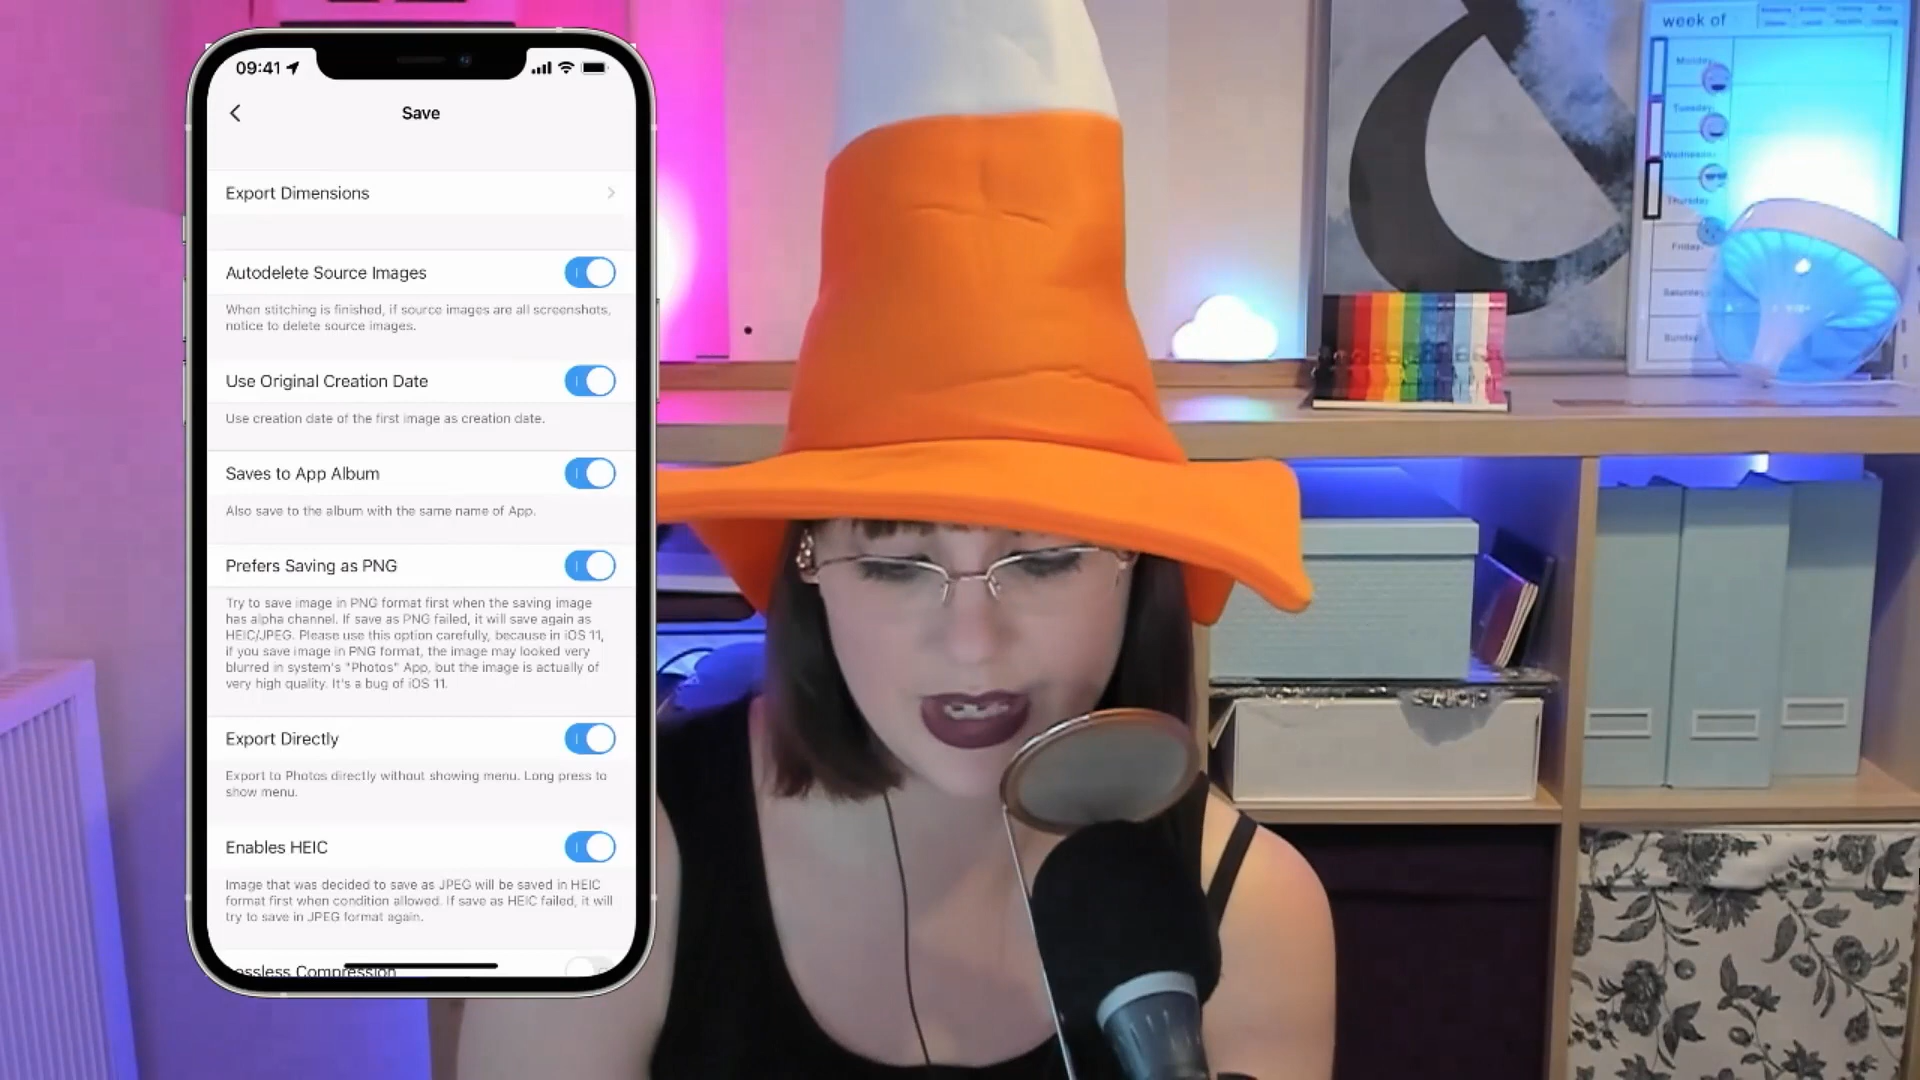 09:41
Save
Export Dimensions
Autodelete Source Images
When stitching is finished, if source images are all screenshots,
notice to delete source images.
Use Original Creation Date
Use creation date of the first image as creation date.
Saves to App Album
Also save to the album with the same name of App.
Prefers Saving as PNG
Try to save image in PNG format first when the saving image
has alpha channel. If save as PNG failed, it will save again as
HEIC/JPEG. Please use this option carefully, because in iOS 11,
if you save image in PNG format, the image may looked very
blurred in system's "Photos" App, but the image is actually of
very high quality. It's a bug of iOS 11.
Export Directly
Export to Photos directly without showing menu. Long press to
show menu.
Enables HEIC
Image that was decided to save as JPEG will be saved in HEIC
format first when condition allowed. If save as HEIC failed, it will
try to save in JPEG format again.
Compression
week of
Monday
Tuesday
Wednesday
Thursday
Friday
Saturday
Sunday